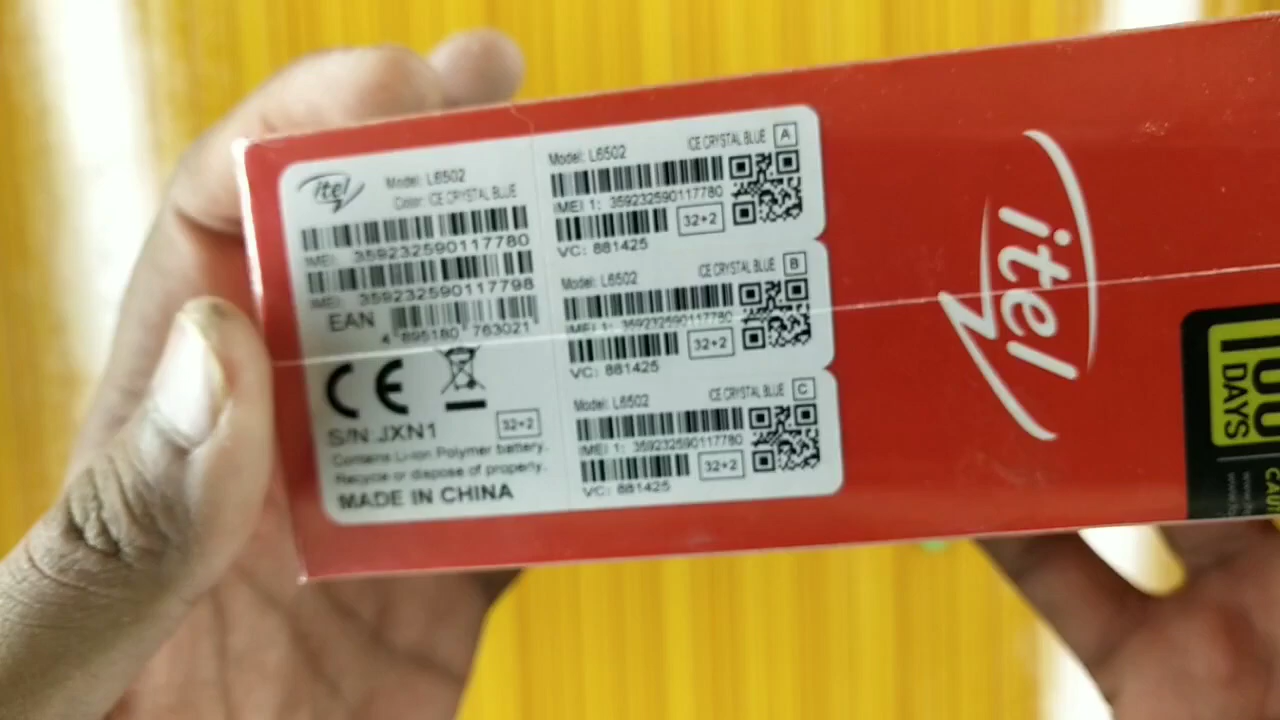 itel
Model: L6502
Color: ICE CRYSTAL BLUE
IMEI: 359232590117780
IMEI: 359232590117798
EAN
4 895180 763021
CE
S/N:JXN1
32+2
Contains Li-ion Polymer battery.
Recycle or dispose of properly.
MADE IN CHINA
Model: L6502 ICE CRYSTAL BLUE A
IMEI 1: 359232590117780
32+2
VC: 881425
Model: L6502 ICE CRYSTAL BLUE B
IMEI 1: 359232590117780
32+2
VC: 881425
Model: L6502 ICE CRYSTAL BLUE C
IMEI 1: 359232590117780
32+2
VC: 881425
itel
100
DAYS